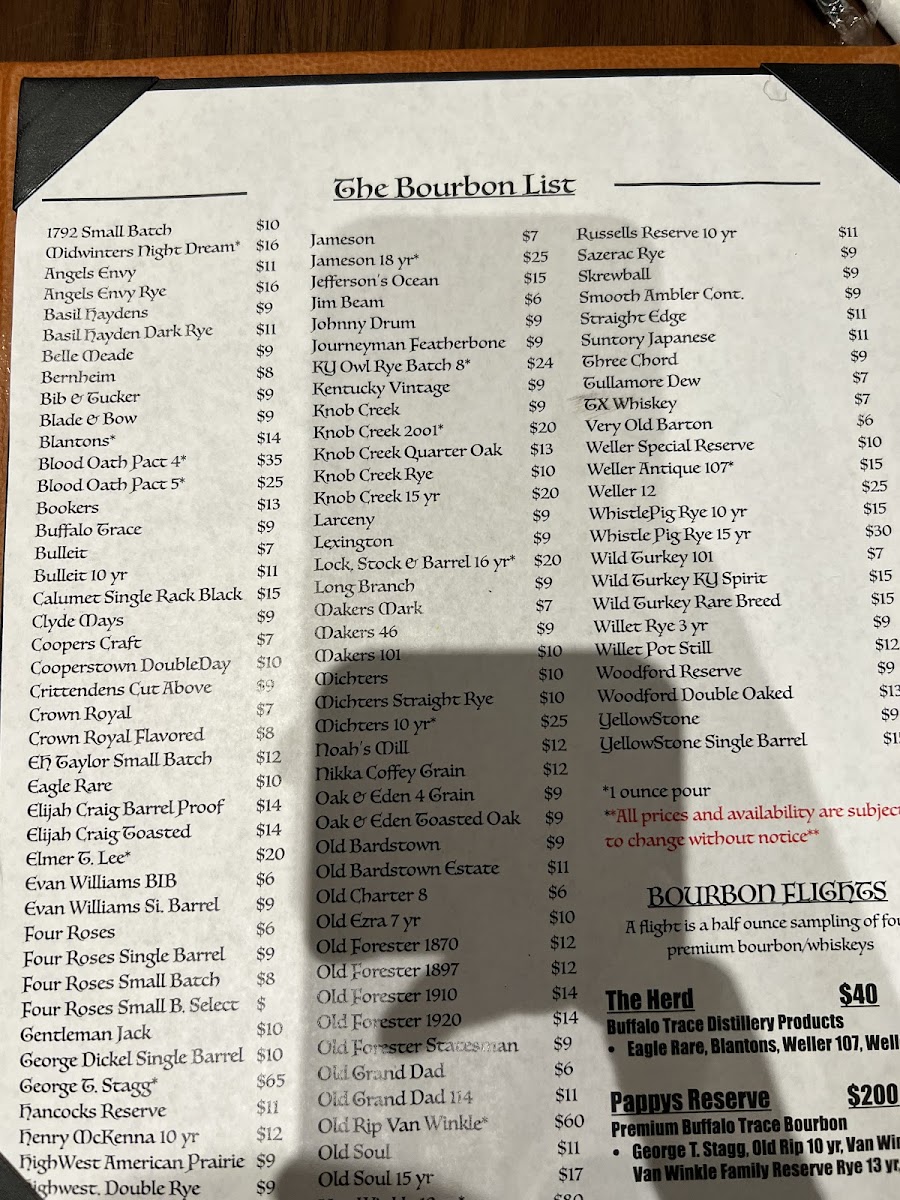 The Bourbon List
1792 Small Batch $10
Midwinters Night Dream* $16
Angels Envy $11
Angels Envy Rye $16
Basil Haydens $9
Basil Hayden Dark Rye $11
Belle Meade $9
Bernheim $8
Bib & Tucker $9
Blade & Bow $9
Blantons* $14
Blood Oath Pact 4* $35
Blood Oath Pact 5* $25
Bookers $13
Buffalo Trace $9
Bulleit $7
Bulleit 10 yr $11
Calumet Single Rack Black $15
Clyde Mays $9
Coopers Craft $7
Cooperstown DoubleDay $10
Crittendens Cut Above $9
Crown Royal $7
Crown Royal Flavored $8
EH Taylor Small Batch $12
Eagle Rare $10
Elijah Craig Barrel Proof $14
Elijah Craig Toasted $14
Elmer T. Lee* $20
Evan Williams BIB $6
Evan Williams Si. Barrel $9
Four Roses $6
Four Roses Single Barrel $9
Four Roses Small Batch $8
Four Roses Small B. Select $
Gentleman Jack $10
George Dickel Single Barrel $10
George T. Stagg* $65
Hancocks Reserve $11
Henry McKenna 10 yr $12
HighWest American Prairie $9
Highwest, Double Rye $9
Jameson $7
Jameson 18 yr* $25
Jefferson's Ocean $15
Jim Beam $6
Johnny Drum $9
Journeyman Featherbone $9
KY Owl Rye Batch 8* $24
Kentucky Vintage $9
Knob Creek $9
Knob Creek 2001* $20
Knob Creek Quarter Oak $13
Knob Creek Rye $10
Knob Creek 15 yr $20
Larceny $9
Lexington $9
Lock, Stock & Barrel 16 yr* $20
Long Branch $9
Makers Mark $7
Makers 46 $9
Makers 101 $10
Michters $10
Michters Straight Rye $10
Michters 10 yr* $25
Noah's Mill $12
Nikka Coffey Grain $12
Oak & Eden 4 Grain $9
Oak & Eden Toasted Oak $9
Old Bardstown $9
Old Bardstown Estate $11
Old Charter 8 $6
Old Ezra 7 yr $10
Old Forester 1870 $12
Old Forester 1897 $12
Old Forester 1910 $14
Old Forester 1920 $14
Old Forester Statesman $9
Old Grand Dad $6
Old Grand Dad 114 $11
Old Rip Van Winkle* $60
Old Soul $11
Old Soul 15 yr $17
$80
Russells Reserve 10 yr $11
Sazerac Rye $9
Skrewball $9
Smooth Ambler Cont. $9
Straight Edge $11
Suntory Japanese $11
Three Chord $9
Tullamore Dew $7
TX Whiskey $7
Very Old Barton $6
Weller Special Reserve $10
Weller Antique 107* $15
Weller 12 $25
WhistlePig Rye 10 yr $15
Whistle Pig Rye 15 yr $30
Wild Turkey 101 $7
Wild Turkey KY Spirit $15
Wild Turkey Rare Breed $15
Willet Rye 3 yr $9
Willet Pot Still $12
Woodford Reserve $9
Woodford Double Oaked $13
YellowStone $9
YellowStone Single Barrel
*1 ounce pour
**All prices and availability are subject
to change without notice**
BOURBON FLIGHTS
A flight is a half ounce sampling of fou
premium bourbon/whiskeys
The Herd $40
Buffalo Trace Distillery Products
• Eagle Rare, Blantons, Weller 107, Well
Pappys Reserve $200
Premium Buffalo Trace Bourbon
• George T. Stagg, Old Rip 10 yr, Van Win
Van Winkle Family Reserve Rye 13 yr,